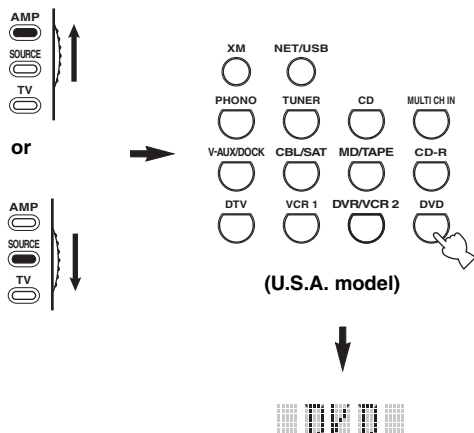 AMP
SOURCE
TV
or
AMP
SOURCE
TV
XM NET/USB
PHONO TUNER CD MULTI CH IN
V-AUX/DOCK CBL/SAT MD/TAPE CD-R
DTV VCR 1 DVR/VCR 2 DVD
(U.S.A. model)
DVD